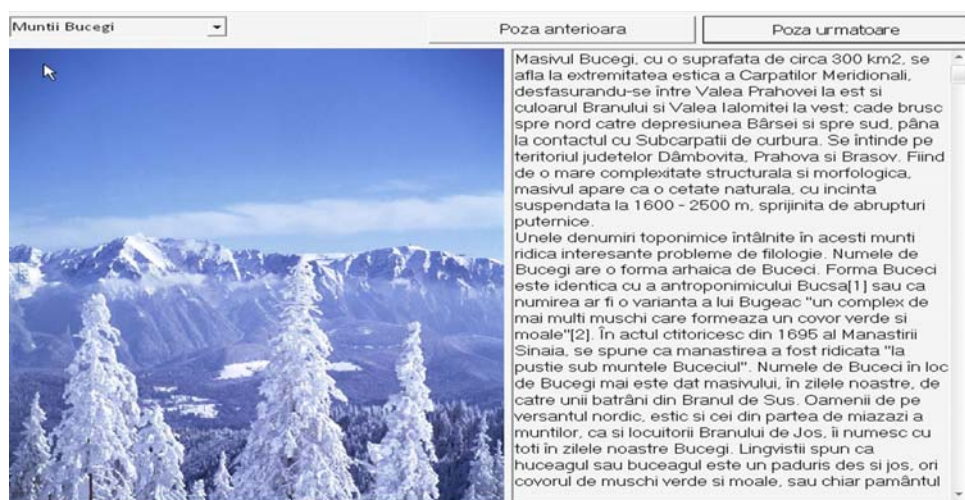 Muntii Bucegi
Poza anterioara
Poza urmatoare
Masivul Bucegi, cu o suprafata de circa 300 km2, se
afla la extremitatea estica a Carpatilor Meridionali,
desfasurandu-se între Valea Prahovei la est si
culoarul Branului si Valea Ialomitei la vest; cade brusc
spre nord catre depresiunea Bârsei si spre sud, pâna
la contactul cu Subcarpatii de curbura. Se întinde pe
teritoriul judetelor Dâmbovita, Prahova si Brasov. Fiind
de o mare complexitate structurala si morfologica,
masivul apare ca o cetate naturala, cu incinta
suspendata la 1600 - 2500 m, sprijinita de abrupturi
puternice.
Unele denumiri toponimice întâlnite în acesti munti
ridica interesante probleme de filologie. Numele de
Bucegi are o forma arhaica de Buceci. Forma Buceci
este identica cu a antroponimicului Bucsa[1] sau ca
numirea ar fi o varianta a lui Bugeac "un complex de
mai multi muschi care formeaza un covor verde si
moale"[2]. În actul ctitoricesc din 1695 al Manastirii
Sinaia, se spune ca manastirea a fost ridicata "la
pustie sub muntele Buceciul". Numele de Buceci în loc
de Bucegi mai este dat masivului, în zilele noastre, de
catre unii batrâni din Branul de Sus. Oamenii de pe
versantul nordic, estic si cei din partea de miazazi a
muntilor, ca si locuitorii Branului de Jos, îi numesc cu
toti în zilele noastre Bucegi. Lingvistii spun ca
huceagul sau buceagul este un paduris des si jos, ori
covorul de muschi verde si moale, sau chiar pamântul